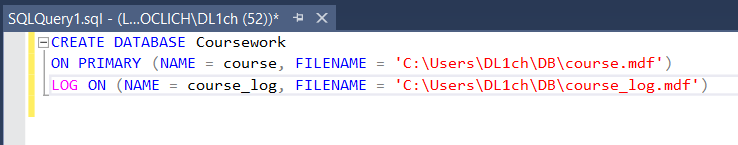 SQLQuery1.sql - (L...OCLICH\DL1ch (52))*
CREATE DATABASE Coursework
ON PRIMARY (NAME = course, FILENAME = 'C:\Users\DL1ch\DB\course.mdf')
LOG ON (NAME = course_log, FILENAME = 'C:\Users\DL1ch\DB\course_log.mdf')